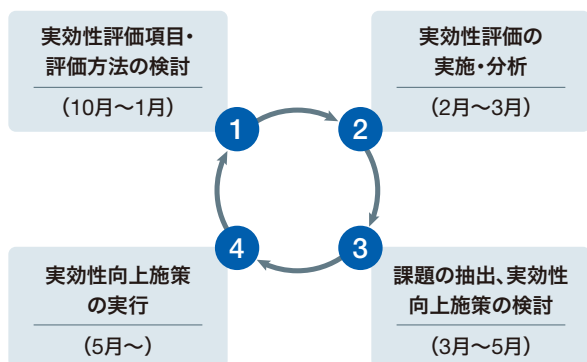 実効性評価項目・
評価方法の検討
(10月～1月)
1
実効性評価の
実施・分析
(2月～3月)
2
3
課題の抽出、実効性
向上施策の検討
(3月～5月)
4
実効性向上施策
の実行
(5月～)